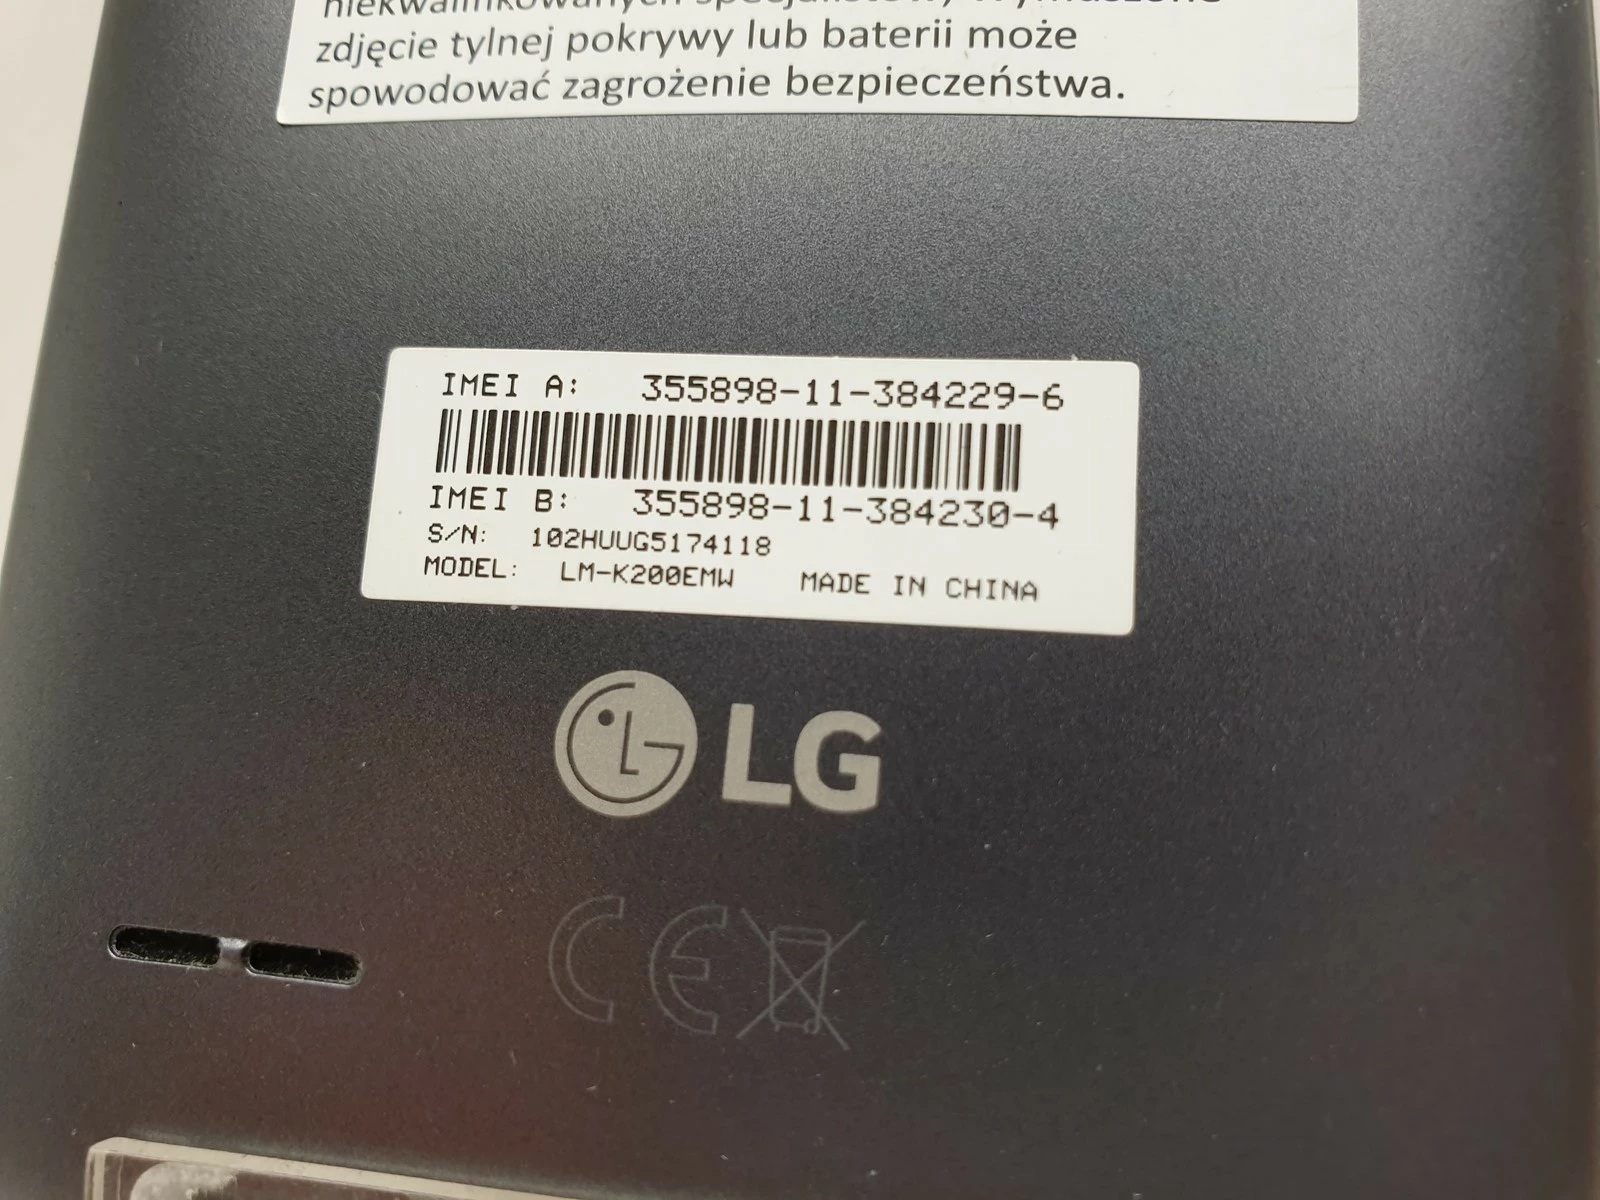 zdjęcie tylnej pokrywy lub baterii może
spowodować zagrożenie bezpieczeństwa.
IMEI A: 355898-11-384229-6
IMEI B: 355898-11-384230-4
S/N: 102HUUG5174118
MODEL: LM-K200EMW MADE IN CHINA
LG
CE